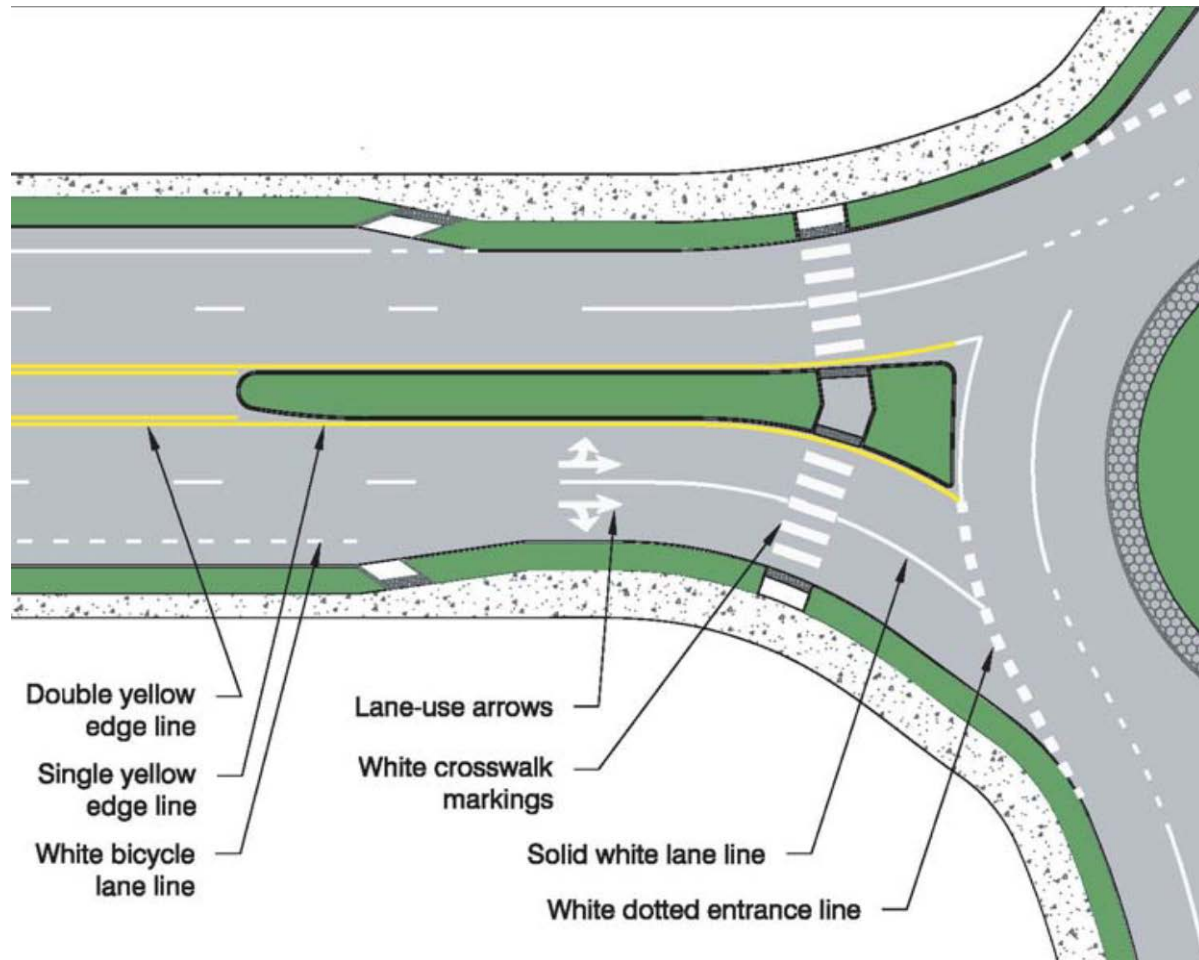 Double yellow
edge line
Single yellow
edge line
White bicycle
lane line
Lane-use arrows
White crosswalk
markings
Solid white lane line
White dotted entrance line